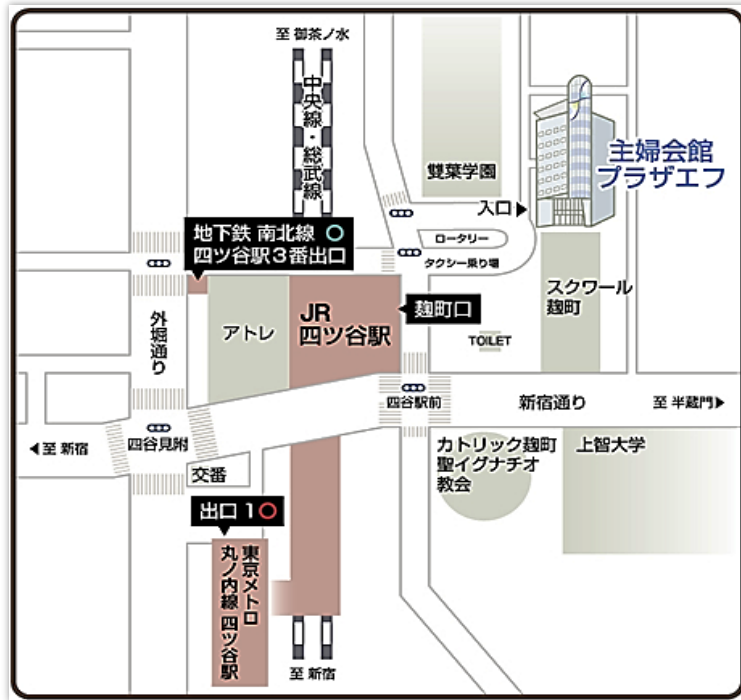 至 御茶ノ水
中央線・総武線
雙葉学園
主婦会館
プラザエフ
入口▶
地下鉄 南北線 ○
四ツ谷駅3番出口
ロータリー
タクシー乗り場
スクワール
麹町
外堀通り
アトレ
JR
四ツ谷駅
麹町口
TOILET
四谷駅前
新宿通り
至 半蔵門▶
◀至 新宿
四谷見附
カトリック麹町
聖イグナチオ
教会
上智大学
交番
出口 1○
東京メトロ
丸ノ内線 四ツ谷駅
至 新宿